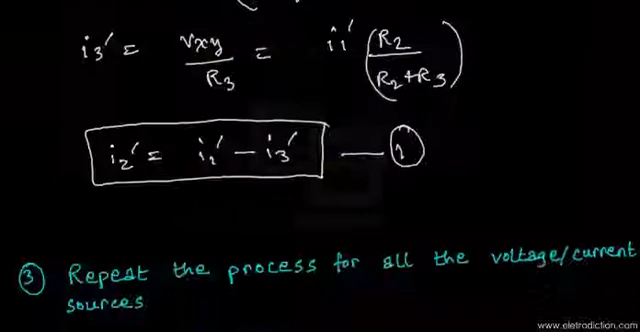 i₃′ = Vxy/R₃ = i₁′ (R₂/(R₂+R₃))
i₂′ = i₁′ – i₃′ — ①
③ Repeat the process for all the voltage/current
sources
www.eletrodiction.com